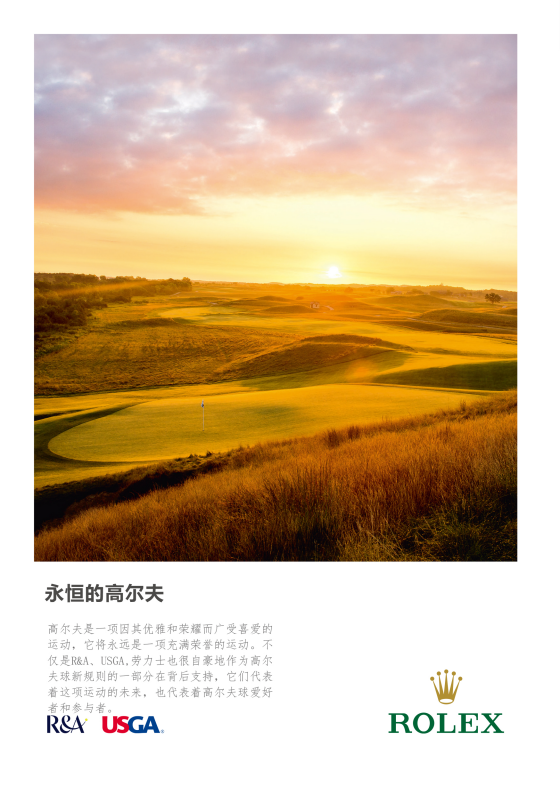 永恒的高尔夫
高尔夫是一项因其优雅和荣耀而广受喜爱的
运动，它将永远是一项充满荣誉的运动。不
仅是R&A、USGA,劳力士也很自豪地作为高尔
夫球新规则的一部分在背后支持，它们代表
着这项运动的未来，也代表着高尔夫球爱好
者和参与者。
R&A USGA®
ROLEX